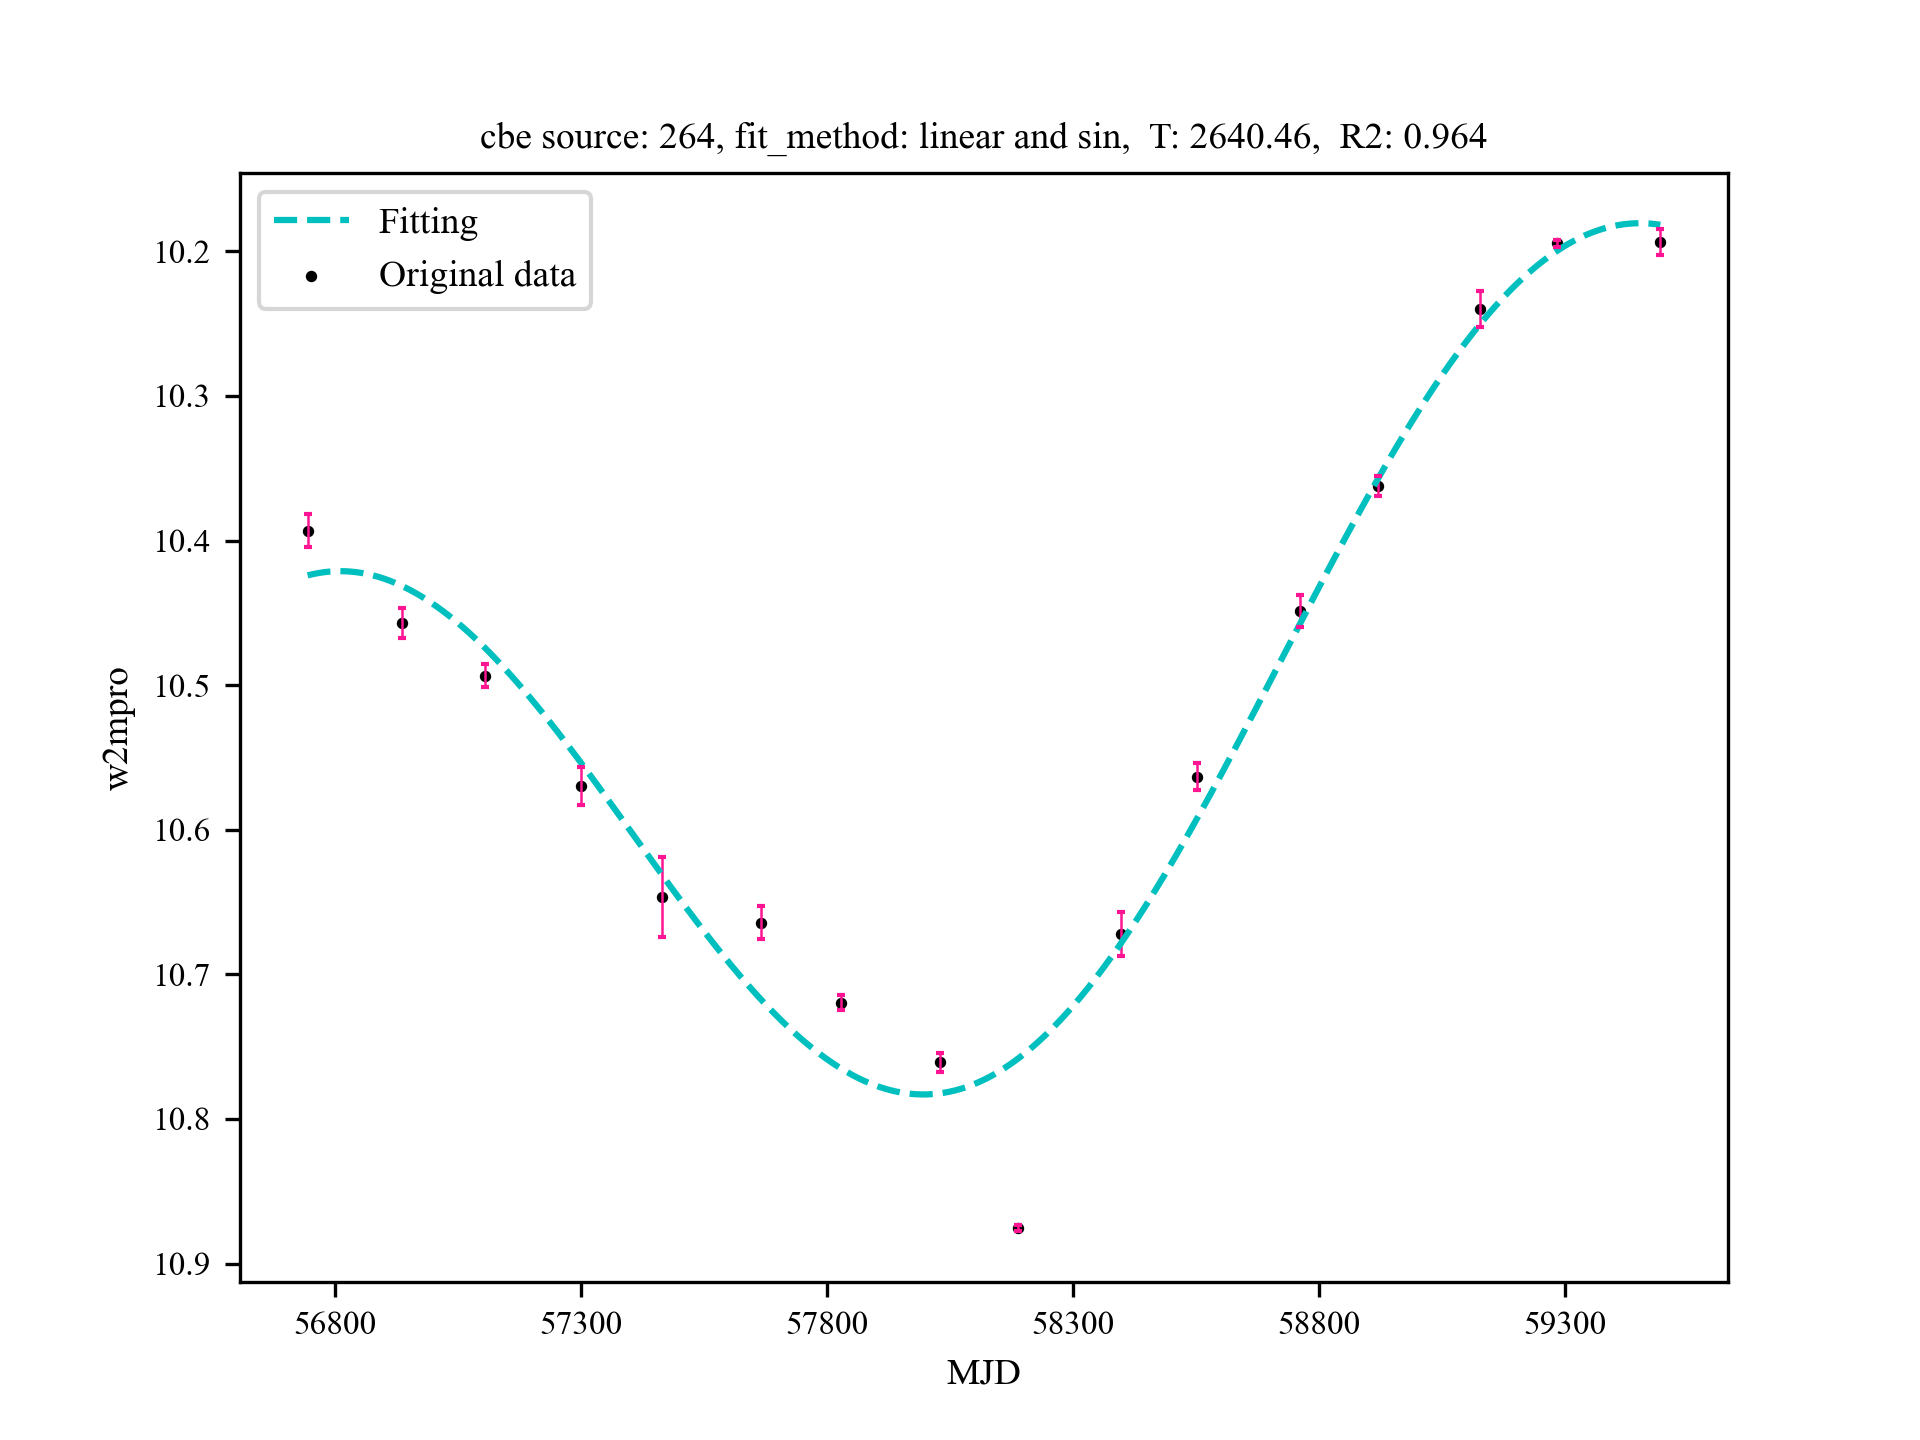 cbe source: 264, fit_method: linear and sin,  T: 2640.46,  R2: 0.964
Fitting
Original data
10.2
10.3
10.4
10.5
10.6
10.7
10.8
10.9
w2mpro
56800 57300 57800 58300 58800 59300
MJD